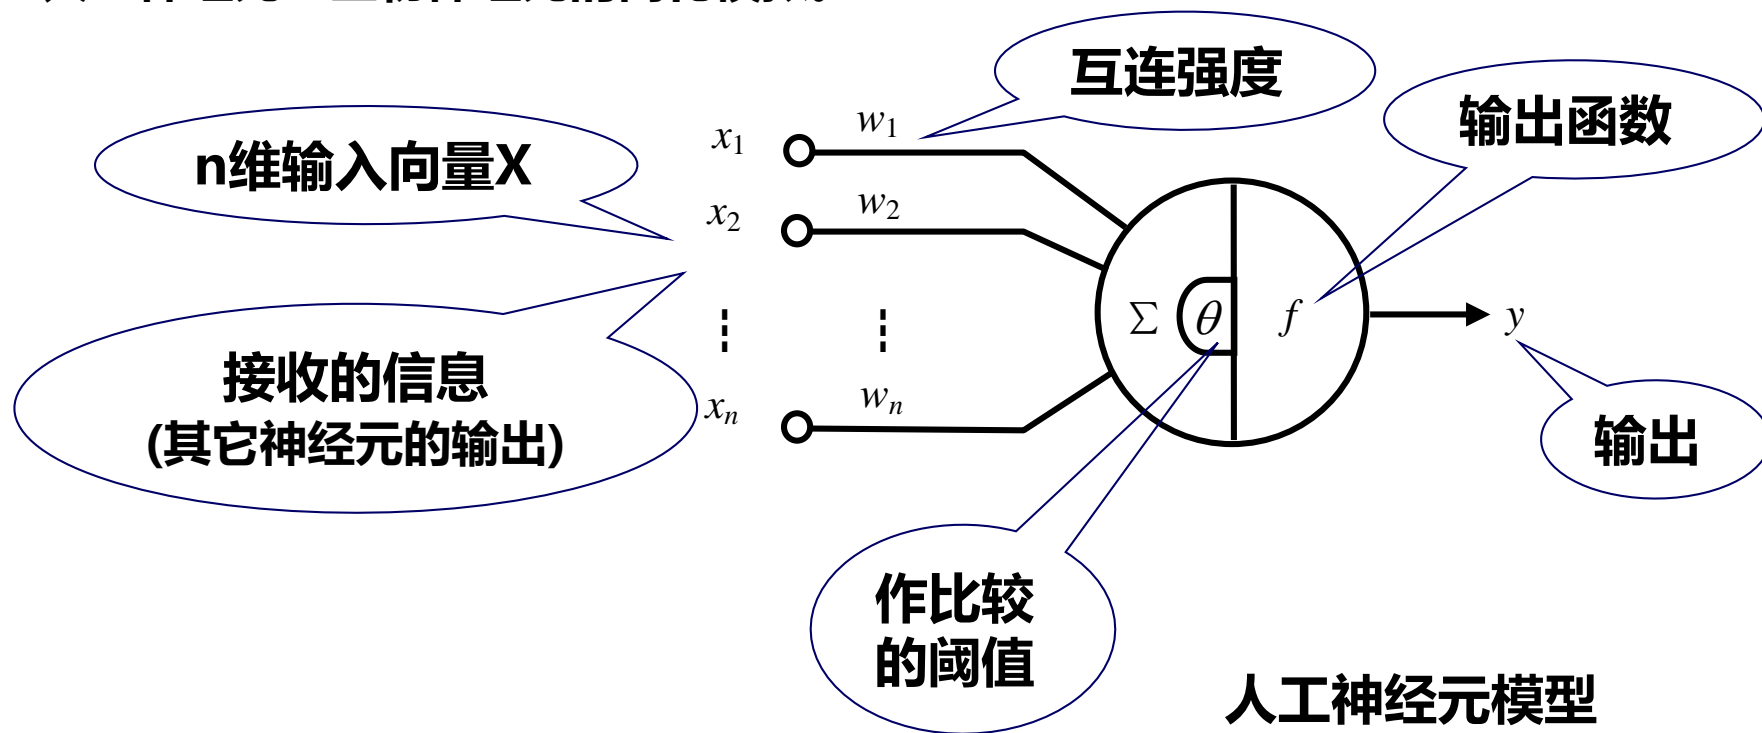 互连强度
输出函数
n维输入向量X
x1
w1
x2
w2
接收的信息
(其它神经元的输出)
Σ
θ
f
y
xn
wn
输出
作比较
的阈值
人工神经元模型